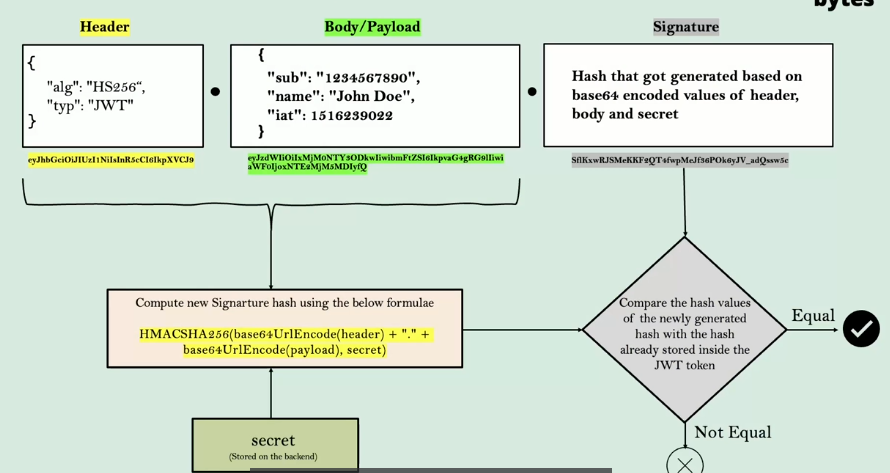 bytes
Header
Body/Payload
Signature
{
"alg": "HS256“,
"typ": "JWT"
}
{
"sub": "1234567890",
"name": "John Doe",
"iat": 1516239022
}
Hash that got generated based on
base64 encoded values of header,
body and secret
eyJhbGciOiJIUzI1NiIsInR5cCI6IkpXVCJ9
eyJzdWIiOiIxMjM0NTY3ODkwIiwibmFtZSI6IkpvaG4gRG9lIiwi
aWF0IjoxNTE2MjM5MDIyfQ
SflKxwRJSMeKKF2QT4fwpMeJf36POk6yJV_adQssw5c
Compute new Signarture hash using the below formulae
HMACSHA256(base64UrlEncode(header) + "." +
base64UrlEncode(payload), secret)
Compare the hash values
of the newly generated
hash with the hash
already stored inside the
JWT token
Equal
Not Equal
secret
(Stored on the backend)